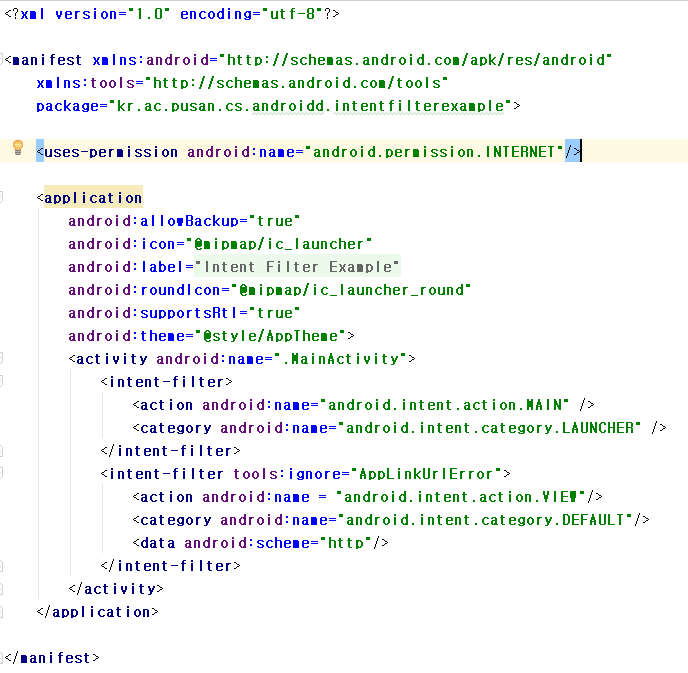 <?xml version="1.0" encoding="utf-8"?>
<manifest xmlns:android="http://schemas.android.com/apk/res/android"
xmlns:tools="http://schemas.android.com/tools"
package="kr.ac.pusan.cs.androidd.intentfilterexample">
<uses-permission android:name="android.permission.INTERNET"/>
<application
android:allowBackup="true"
android:icon="@mipmap/ic_launcher"
android:label="Intent Filter Example"
android:roundIcon="@mipmap/ic_launcher_round"
android:supportsRtl="true"
android:theme="@style/AppTheme">
<activity android:name=".MainActivity">
<intent-filter>
<action android:name="android.intent.action.MAIN" />
<category android:name="android.intent.category.LAUNCHER" />
</intent-filter>
<intent-filter tools:ignore="AppLinkUrlError">
<action android:name = "android.intent.action.VIEW"/>
<category android:name="android.intent.category.DEFAULT"/>
<data android:scheme="http"/>
</intent-filter>
</activity>
</application>
</manifest>